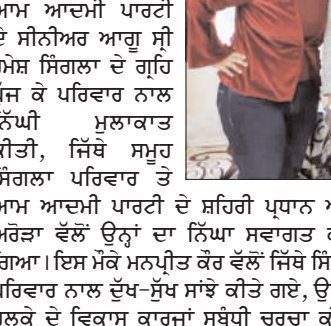 ਆਮ ਆਦਮੀ ਪਾਰਟੀ
ਸੀਨੀਅਰ ਆਗੂ ਸ੍ਰੀ
ਸਿੰਗਲਾ ਦੇ ਗ੍ਰਹਿ
ਕੇ ਪਰਿਵਾਰ ਨਾਲ
ਨਿੱਘੀ ਮੁਲਾਕਾਤ
ਕੀਤੀ, ਜਿੱਥੇ ਸਮੂਹ
ਸਿੰਗਲਾ ਪਰਿਵਾਰ ਤੇ
ਆਮ ਆਦਮੀ ਪਾਰਟੀ ਦੇ ਸ਼ਹਿਰੀ ਪ੍ਰਧਾਨ
ਅਰੋੜਾ ਵੱਲੋਂ ਉਨ੍ਹਾਂ ਦਾ ਨਿੱਘਾ ਸਵਾਗਤ
ਗਿਆ। ਇਸ ਮੌਕੇ ਮਨਪ੍ਰੀਤ ਕੌਰ ਵੱਲੋਂ ਜਿੱਥੇ
ਪਰਿਵਾਰ ਨਾਲ ਦੁੱਖ-ਸੁੱਖ ਸਾਂਝੇ ਕੀਤੇ ਗਏ,
ਹਲਕੇ ਦੇ ਵਿਕਾਸ ਕਾਰਜਾਂ ਸਬੰਧੀ ਚਰਚਾ